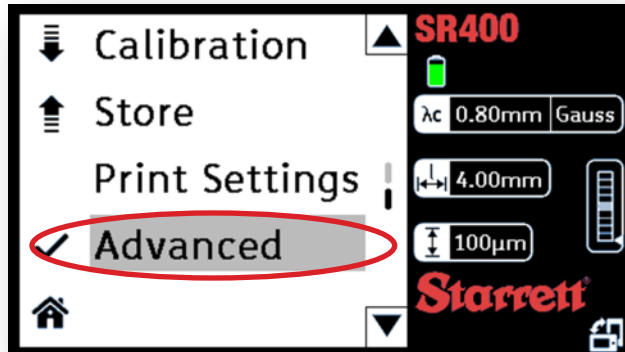 Calibration
Store
Print Settings
Advanced
SR400
λc 0.80mm Gauss
4.00mm
100µm
Starrett